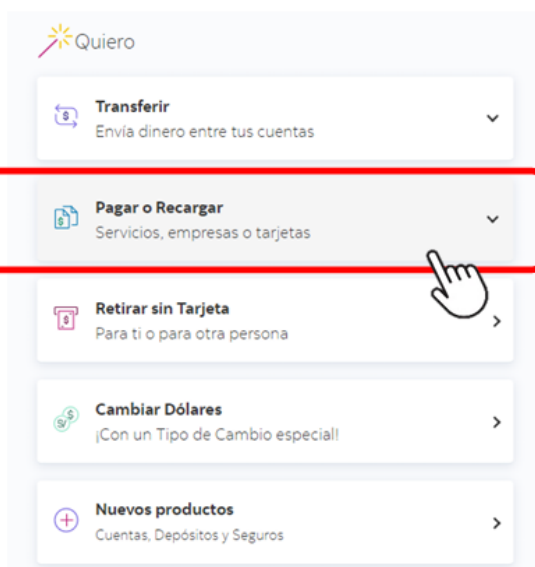 Quiero
Transferir
Envía dinero entre tus cuentas
Pagar o Recargar
Servicios, empresas o tarjetas
Retirar sin Tarjeta
Para ti o para otra persona
Cambiar Dólares
¡Con un Tipo de Cambio especial!
Nuevos productos
Cuentas, Depósitos y Seguros